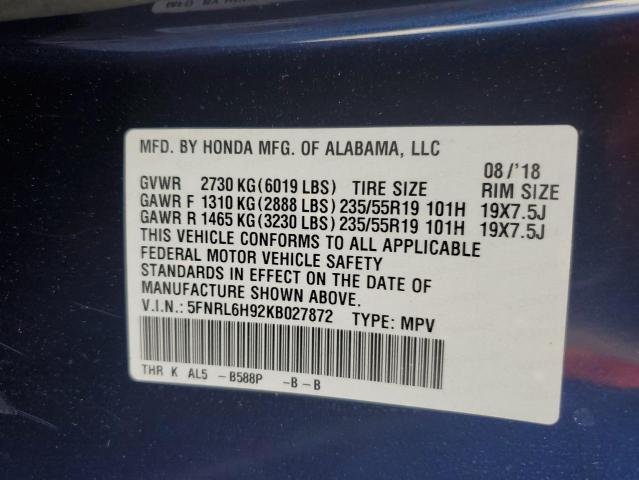 MFD. BY HONDA MFG. OF ALABAMA, LLC
08/'18
GVWR 2730 KG(6019 LBS) TIRE SIZE RIM SIZE
GAWR F 1310 KG(2888 LBS) 235/55R19 101H 19X7.5J
GAWR R 1465 KG(3230 LBS) 235/55R19 101H 19X7.5J
THIS VEHICLE CONFORMS TO ALL APPLICABLE
FEDERAL MOTOR VEHICLE SAFETY
STANDARDS IN EFFECT ON THE DATE OF
MANUFACTURE SHOWN ABOVE.
V.I.N.: 5FNRL6H92KB027872 TYPE: MPV
THR K AL5 -B588P -B-B